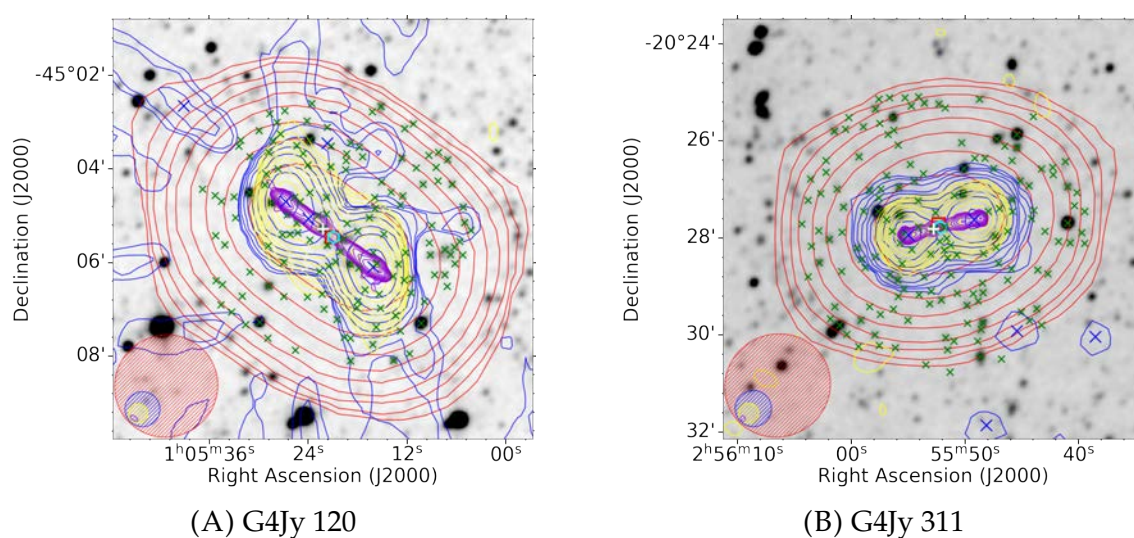 -45°02'
04'
06'
08'
Declination (J2000)
1ʰ05ᵐ36ˢ
24ˢ
12ˢ
00ˢ
Right Ascension (J2000)
(A) G4Jy 120
-20°24'
26'
28'
30'
32'
Declination (J2000)
2ʰ56ᵐ10ˢ
00ˢ
55ᵐ50ˢ
40ˢ
Right Ascension (J2000)
(B) G4Jy 311